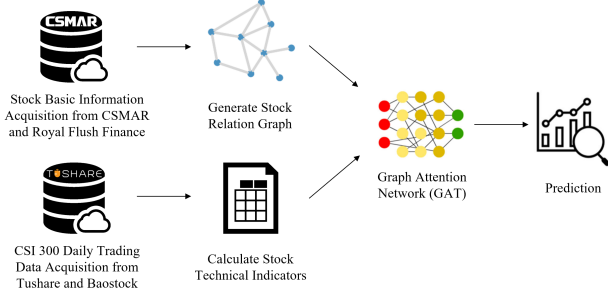 CSMAR
Stock Basic Information
Acquisition from CSMAR
and Royal Flush Finance
Generate Stock
Relation Graph
TUSHARE
CSI 300 Daily Trading
Data Acquisition from
Tushare and Baostock
Calculate Stock
Technical Indicators
Graph Attention
Network (GAT)
Prediction